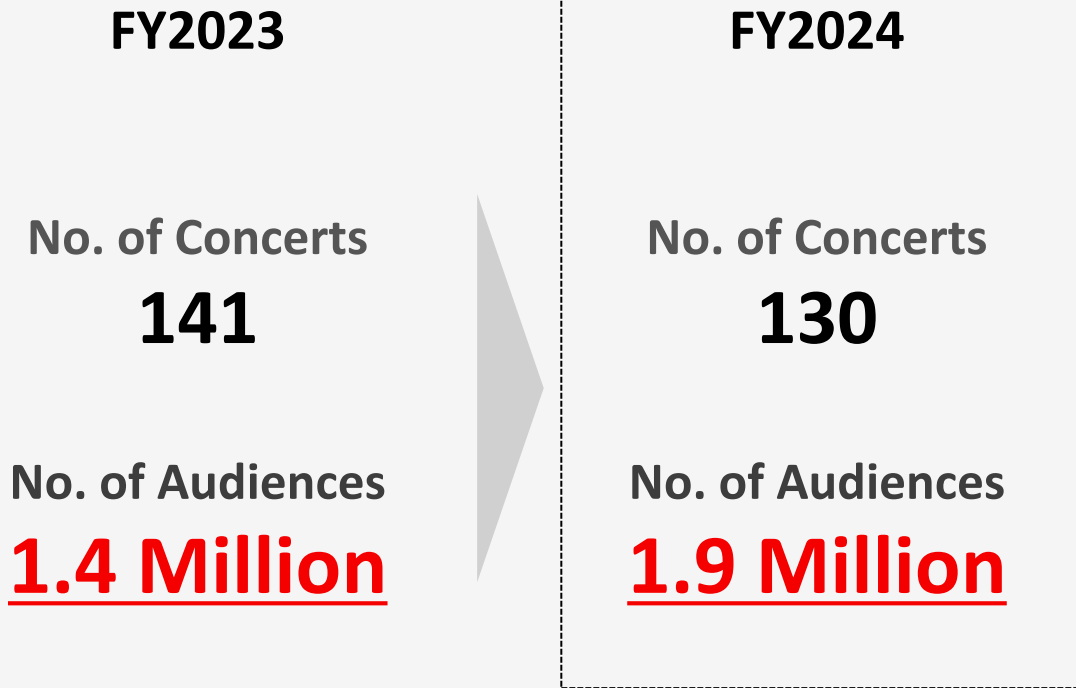 FY2023
No. of Concerts
141
No. of Audiences
1.4 Million
FY2024
No. of Concerts
130
No. of Audiences
1.9 Million